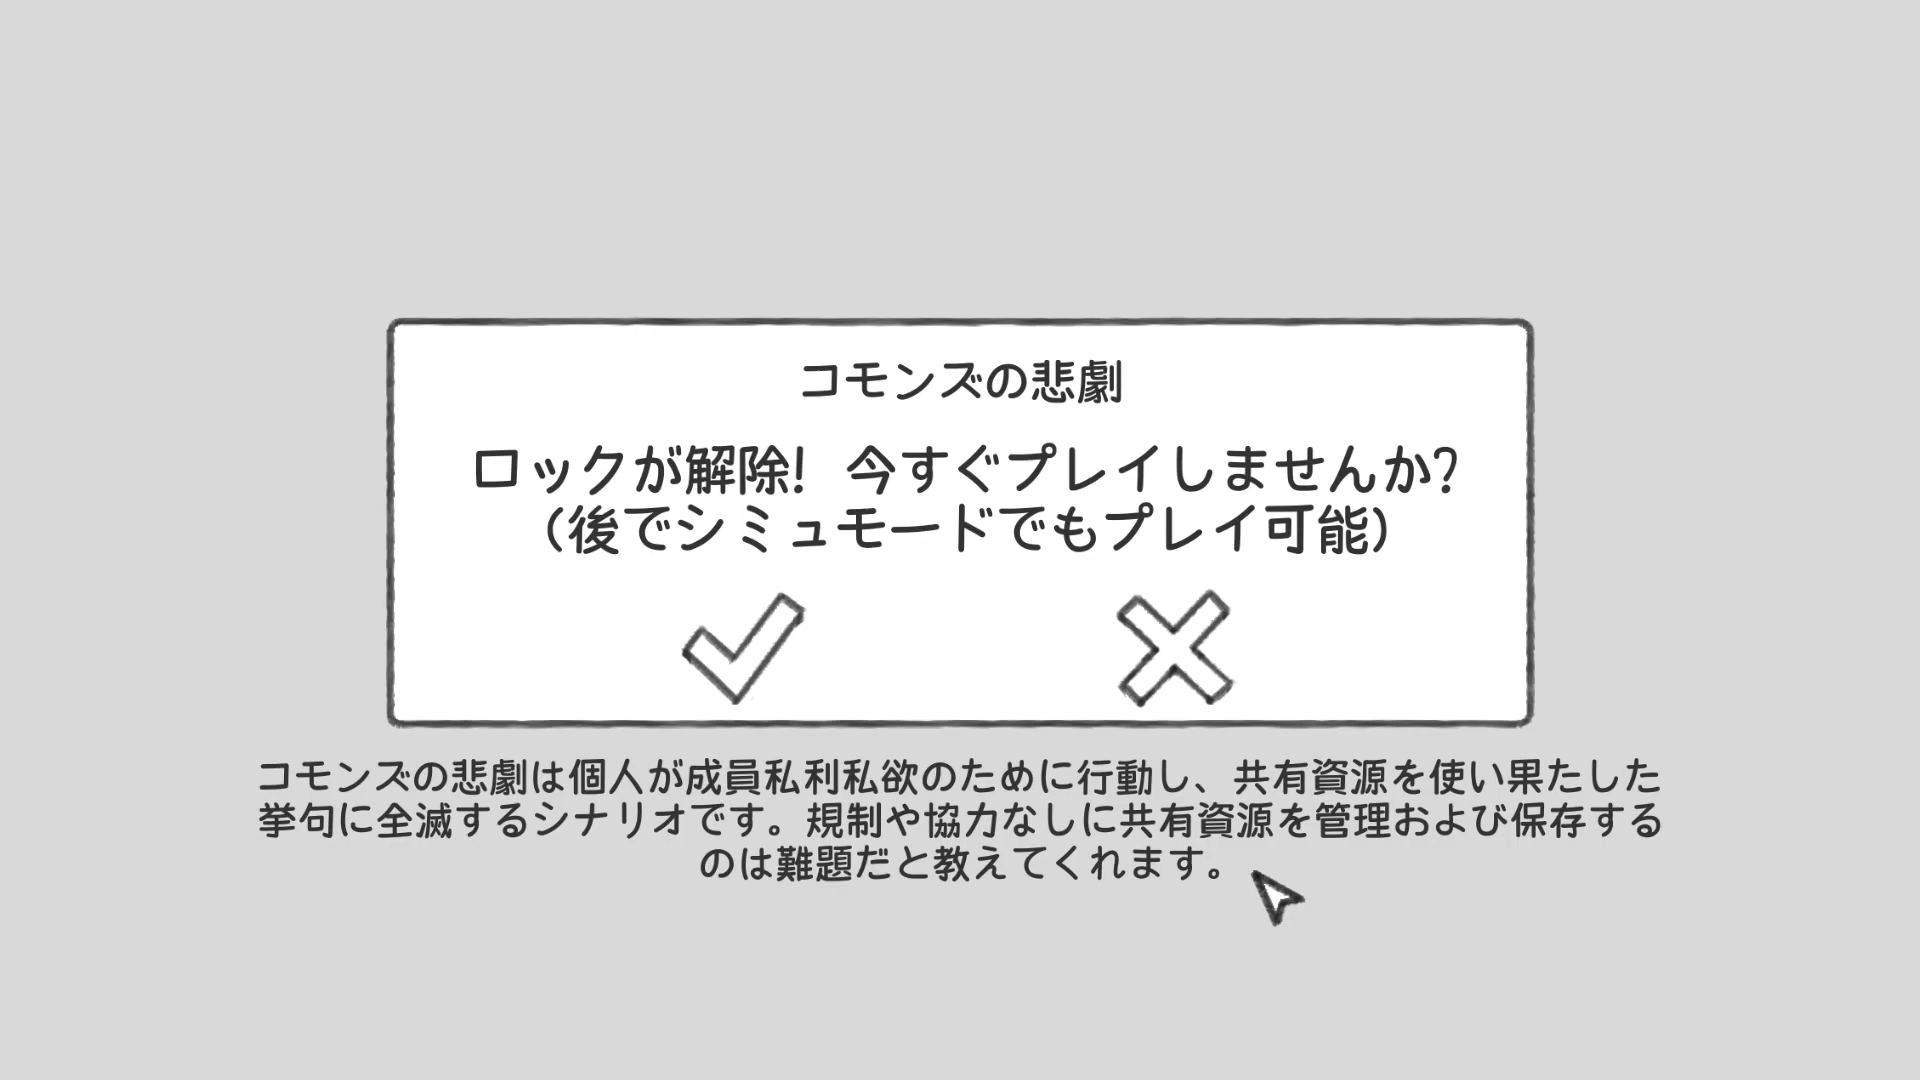 コモンズの悲劇
ロックが解除! 今すぐプレイしませんか?
(後でシミュモードでもプレイ可能)
コモンズの悲劇は個人が成員私利私欲のために行動し、共有資源を使い果たした
挙句に全滅するシナリオです。規制や協力なしに共有資源を管理および保存する
のは難題だと教えてくれます。